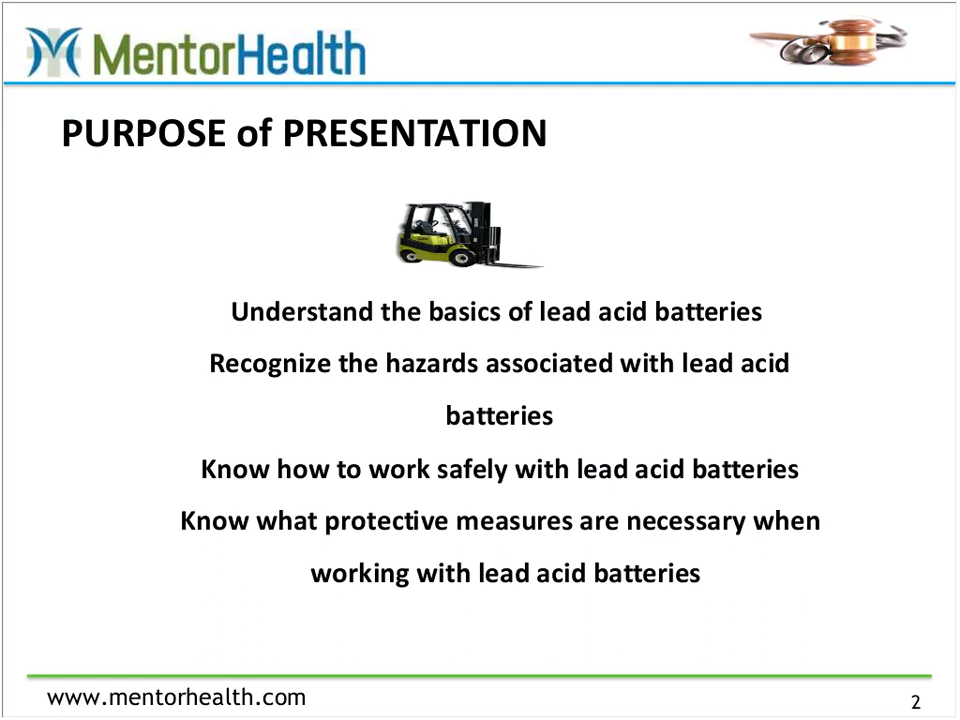 MentorHealth
PURPOSE of PRESENTATION
Understand the basics of lead acid batteries
Recognize the hazards associated with lead acid
batteries
Know how to work safely with lead acid batteries
Know what protective measures are necessary when
working with lead acid batteries
www.mentorhealth.com
2